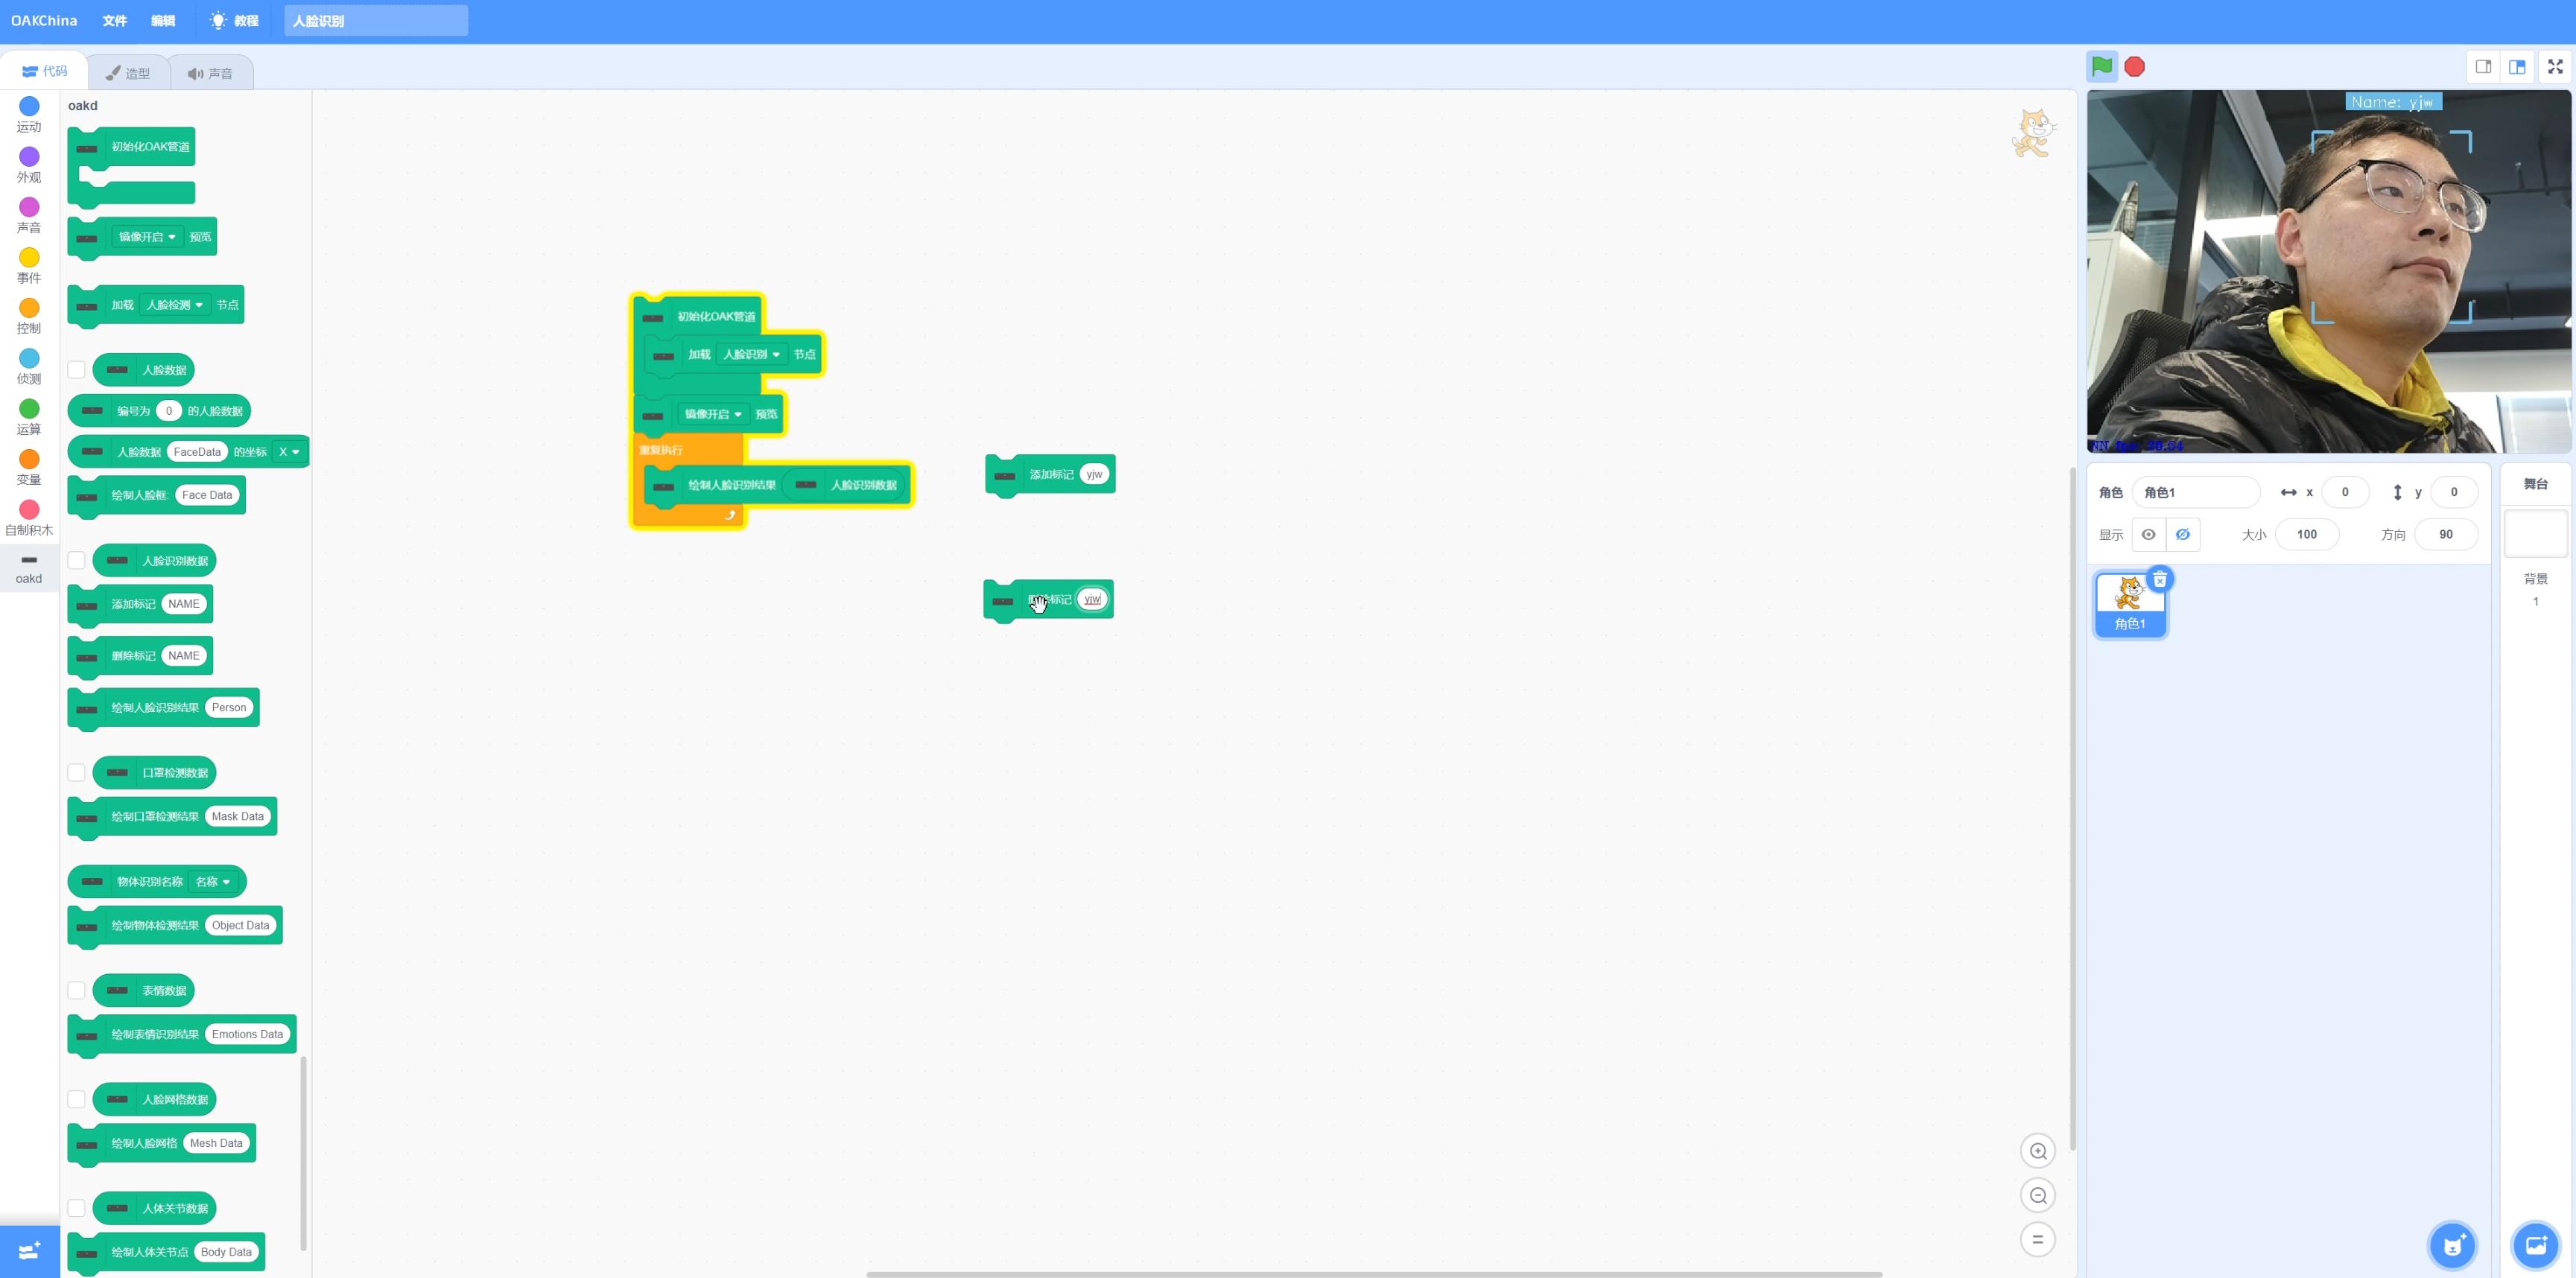 OAKChina 文件 编辑 教程 人脸识别
代码 造型 声音
运动
外观
声音
事件
控制
侦测
运算
变量
自制积木
oakd
oakd
初始化OAK管道
镜像开启 预览
加载 人脸检测 节点
人脸数据
编号为 0 的人脸数据
人脸数据 FaceData 的坐标 X
绘制人脸框 Face Data
人脸识别数据
添加标记 NAME
删除标记 NAME
绘制人脸识别结果 Person
口罩检测数据
绘制口罩检测结果 Mask Data
物体识别名称 名称
绘制物体检测结果 Object Data
表情数据
绘制表情识别结果 Emotions Data
人脸网格数据
绘制人脸网格 Mesh Data
人体关节数据
绘制人体关节点 Body Data
初始化OAK管道
加载 人脸识别 节点
镜像开启 预览
重复执行
绘制人脸识别结果 人脸识别数据
添加标记 yjw
标记 yjw
Name: yjw
NN fps:
角色 角色1 x 0 y 0
显示 大小 100 方向 90
角色1
舞台
背景
1